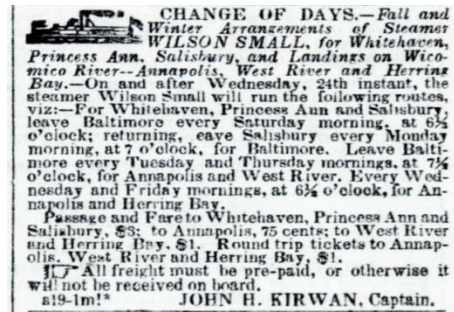 CHANGE OF DAYS.—Fall and
Winter Arrangements of Steamer
WILSON SMALL, for Whitehaven,
Princess Ann, Salisbury, and Landings on Wico-
mico River--Annapolis, West River and Herring
Bay.—On and after Wednesday, 24th instant, the
steamer Wilson Small will run the following routes,
viz:—For Whitehaven, Princess Ann and Salisbury,
leave Baltimore every Saturday morning, at 6½
o'clock; returning, eave Salisbury every Monday
morning, at 7 o'clock, for Baltimore. Leave Balti-
more every Tuesday and Thursday mornings, at 7¼
o'clock, for Annapolis and West River. Every Wed-
nesday and Friday mornings, at 6½ o'clock, for An-
napolis and Herring Bay.
Passage and Fare to Whitehaven, Princess Ann and
Salisbury, $3; to Annapolis, 75 cents; to West River
and Herring Bay, $1. Round trip tickets to Annap-
olis. West River and Herring Bay, $1.
☞ All freight must be pre-paid, or otherwise it
will not be received on board.
s19-1m!* JOHN H. KIRWAN, Captain.